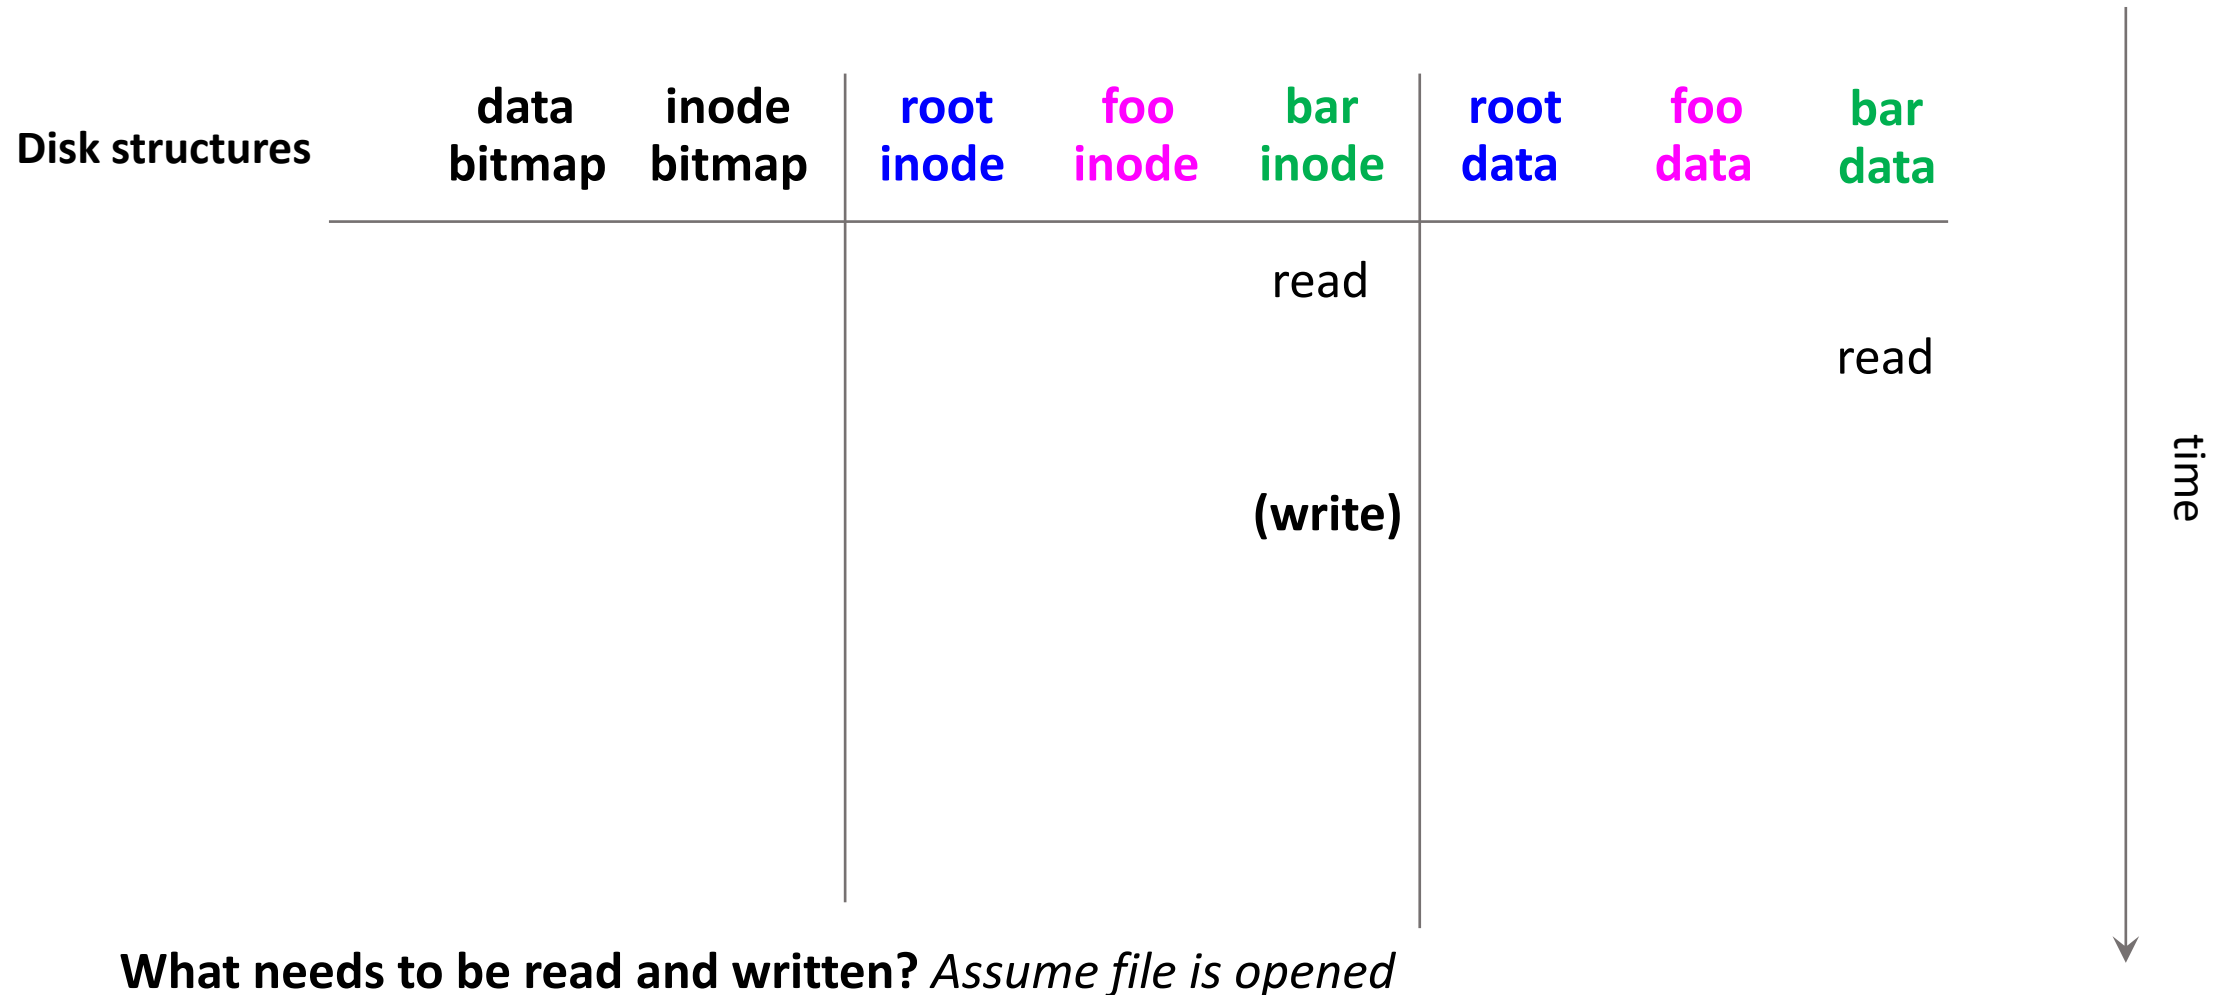 Disk structures
data bitmap
inode bitmap
root inode
foo inode
bar inode
root data
foo data
bar data
read
read
(write)
time
What needs to be read and written? Assume file is opened